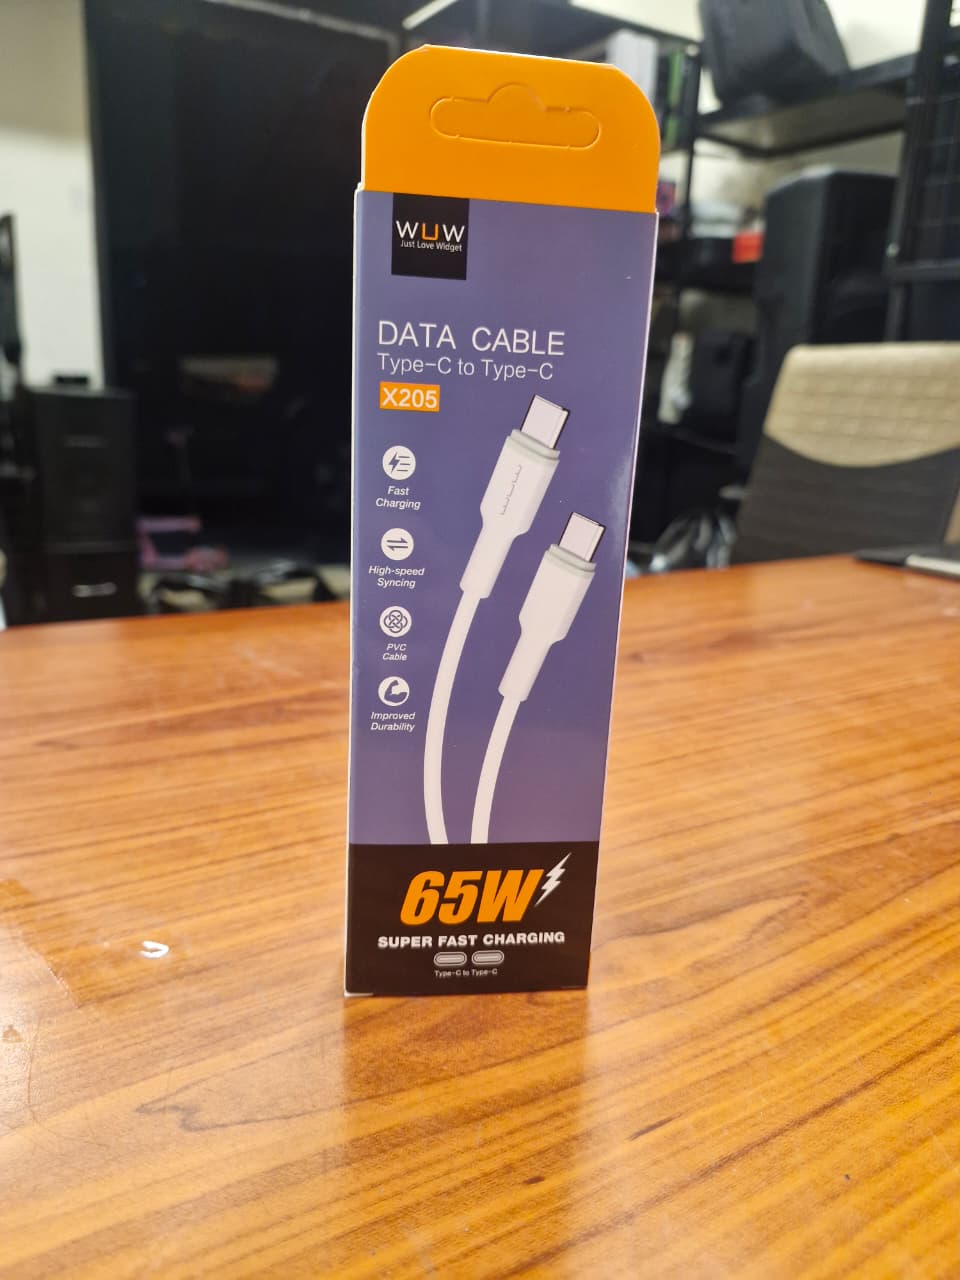 WUW
Just Love Widget
DATA CABLE
Type-C to Type-C
X205
Fast
Charging
High-speed
Syncing
PVC
Cable
Improved
Durability
WUW
65W
SUPER FAST CHARGING
Type-C to Type-C